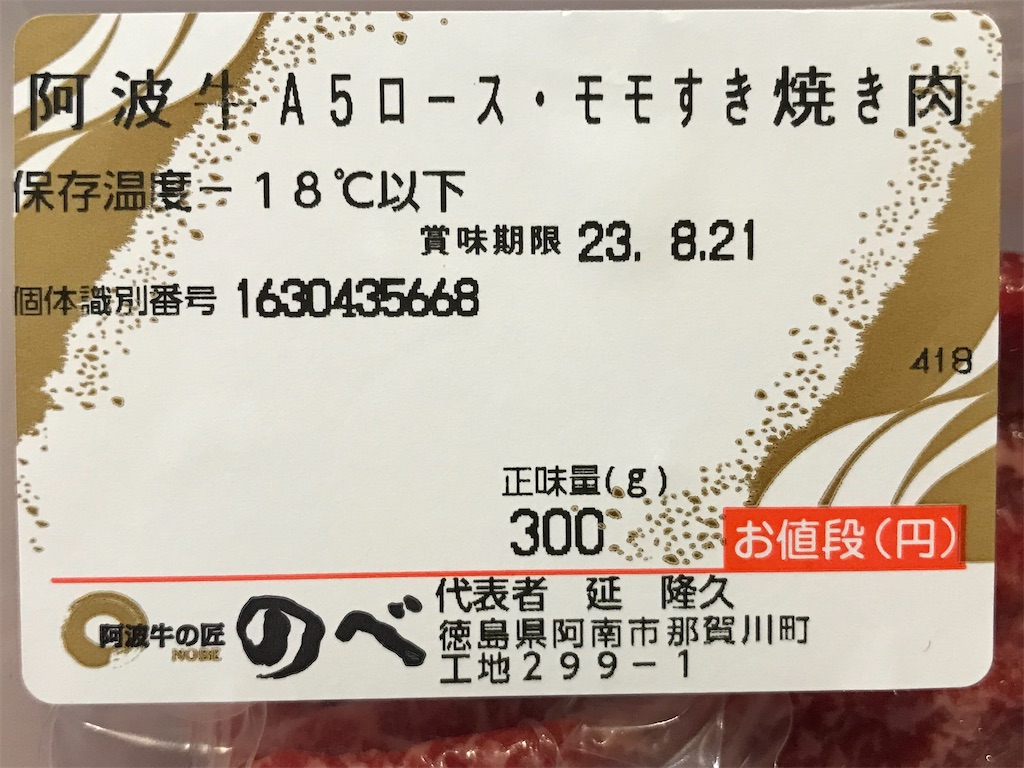 阿波牛A5ロース・モモすき焼き肉
保存温度－18℃以下
賞味期限 23. 8.21
個体識別番号 1630435668
418
正味量(g)
300
お値段(円)
阿波牛の匠
NOBE
のべ
代表者 延 隆久
徳島県阿南市那賀川町
工地299－1